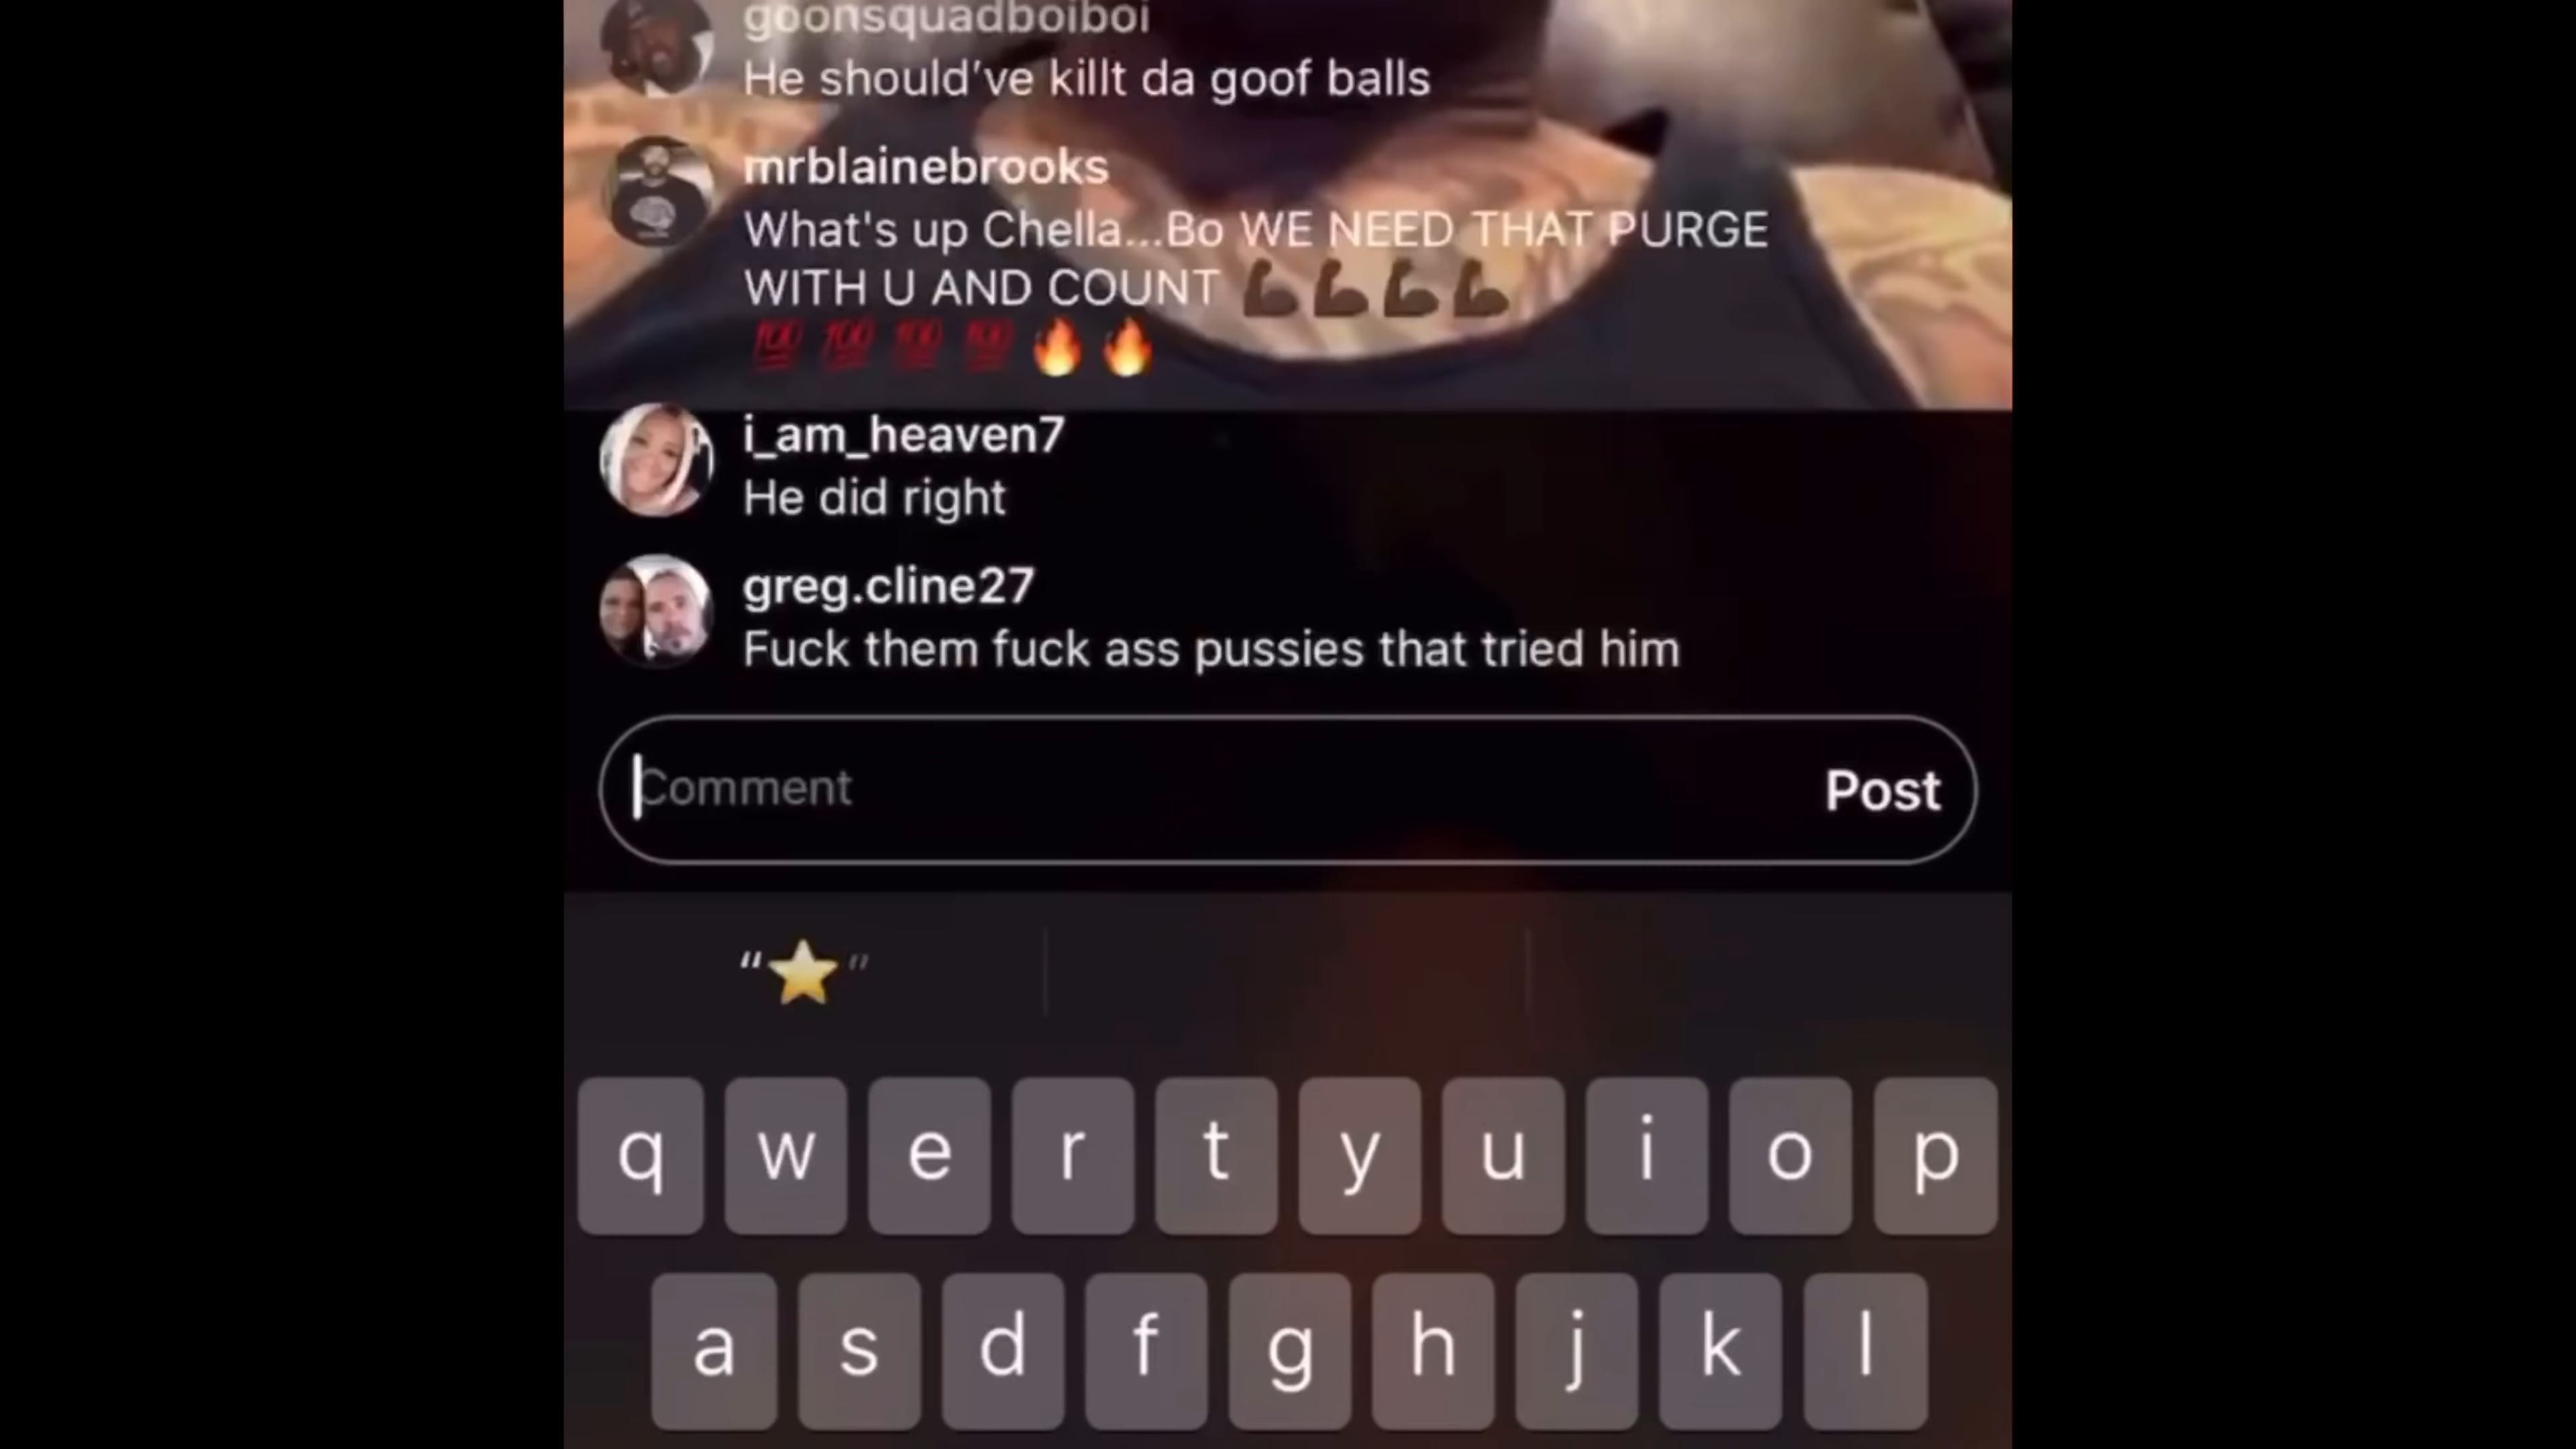 goonsquadboiboi
He should've killt da goof balls
mrblainebrooks
What's up Chella...Bo WE NEED THAT PURGE
WITH U AND COUNT 💪🏿💪🏿💪🏿💪🏿
💯💯💯💯🔥🔥
i_am_heaven7
He did right
greg.cline27
Fuck them fuck ass pussies that tried him
Comment
Post
“⭐”
q w e r t y u i o p
a s d f g h j k l